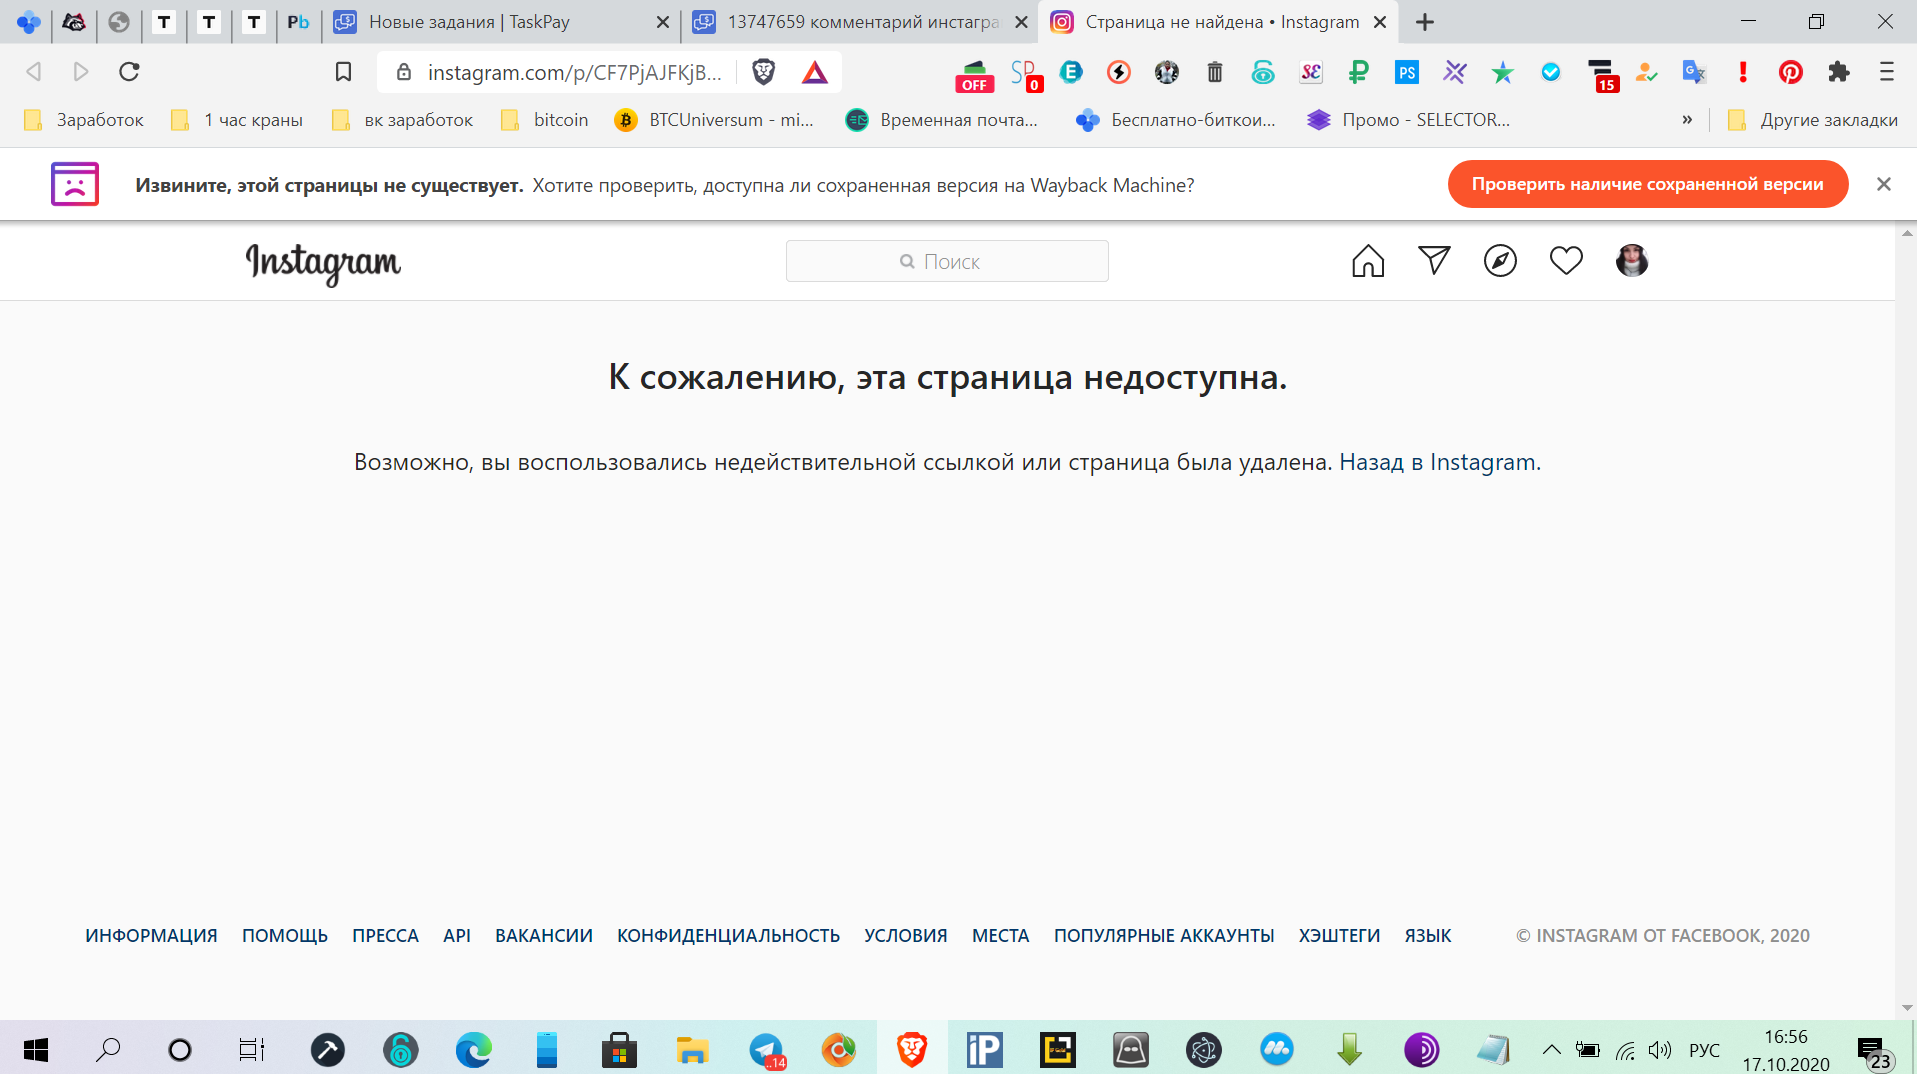 T
T
T
Pb
Новые задания | TaskPay
13747659 комментарий инстагра
Страница не найдена • Instagram
instagram.com/p/CF7PjAJFKjB...
OFF
SP
0
E
SE
PS
15
Заработок
1 час краны
вк заработок
bitcoin
BTCUniversum - mi...
Временная почта...
Бесплатно-биткои...
Промо - SELECTOR...
»
Другие закладки
Извините, этой страницы не существует. Хотите проверить, доступна ли сохраненная версия на Wayback Machine?
Проверить наличие сохраненной версии
Instagram
Поиск
К сожалению, эта страница недоступна.
Возможно, вы воспользовались недействительной ссылкой или страница была удалена. Назад в Instagram.
ИНФОРМАЦИЯ ПОМОЩЬ ПРЕССА API ВАКАНСИИ КОНФИДЕНЦИАЛЬНОСТЬ УСЛОВИЯ МЕСТА ПОПУЛЯРНЫЕ АККАУНТЫ ХЭШТЕГИ ЯЗЫК
© INSTAGRAM ОТ FACEBOOK, 2020
..14
iP
РУС
16:56
17.10.2020
23